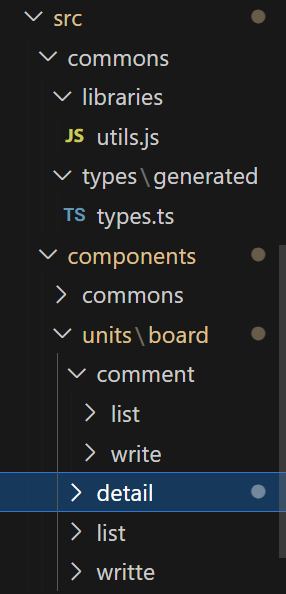 src
commons
libraries
JS utils.js
types\generated
TS types.ts
components
commons
units\board
comment
list
write
detail
list
writte